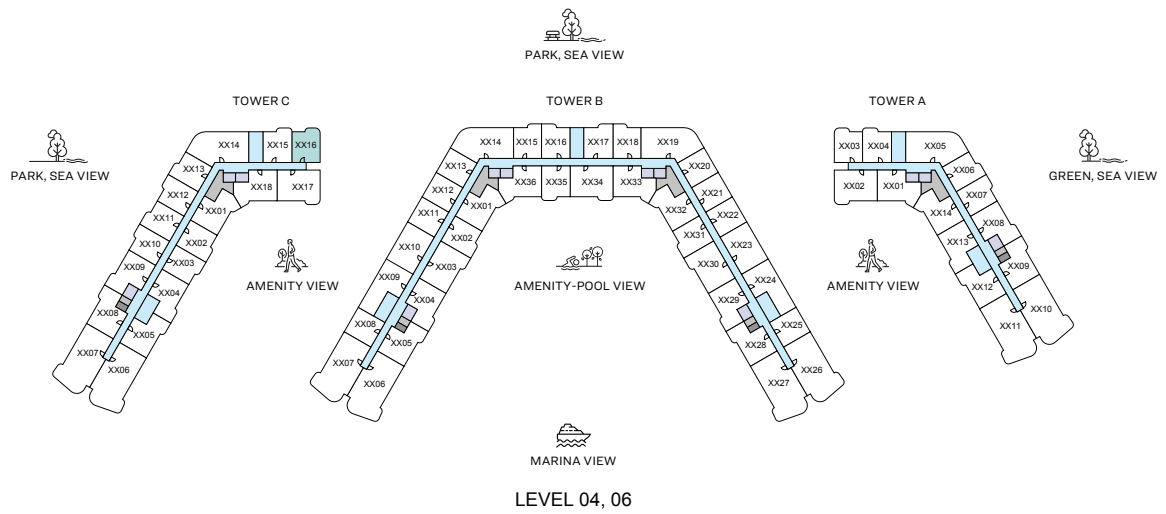 PARK, SEA VIEW
TOWER C
TOWER B
TOWER A
PARK, SEA VIEW
GREEN, SEA VIEW
XX14
XX15
XX16
XX13
XX18
XX17
XX12
XX01
XX11
XX02
XX10
XX03
XX09
XX04
XX08
XX05
XX07
XX06
AMENITY VIEW
XX14
XX15
XX16
XX17
XX18
XX19
XX13
XX36
XX35
XX34
XX33
XX20
XX12
XX01
XX32
XX21
XX11
XX02
XX31
XX22
XX10
XX03
XX30
XX23
XX09
XX04
XX29
XX24
XX08
XX05
XX28
XX25
XX07
XX06
XX27
XX26
AMENITY-POOL VIEW
XX03
XX04
XX05
XX02
XX01
XX06
XX14
XX07
XX13
XX08
XX12
XX09
XX11
XX10
AMENITY VIEW
MARINA VIEW
LEVEL 04, 06